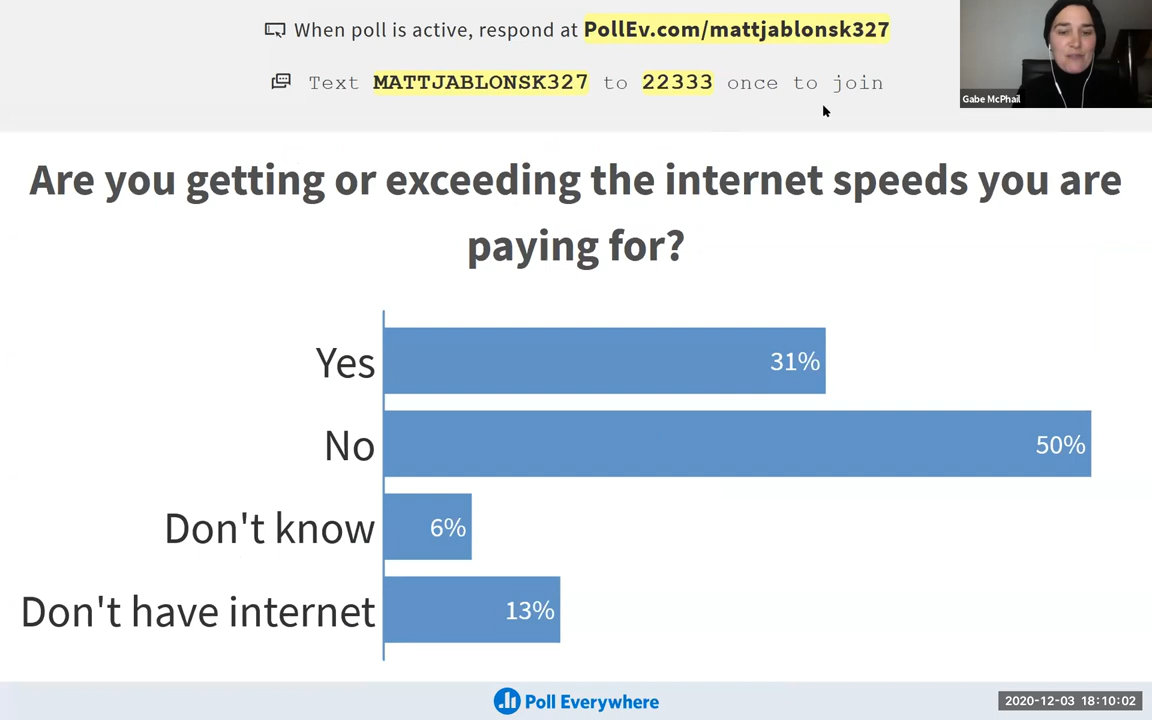 When poll is active, respond at PollEv.com/mattjablonsk327
Text MATTJABLONSK327 to 22333 once to join
Gabe McPhail
Are you getting or exceeding the internet speeds you are
paying for?
Yes 31%
No 50%
Don't know 6%
Don't have internet 13%
Poll Everywhere
2020-12-03 18:10:02